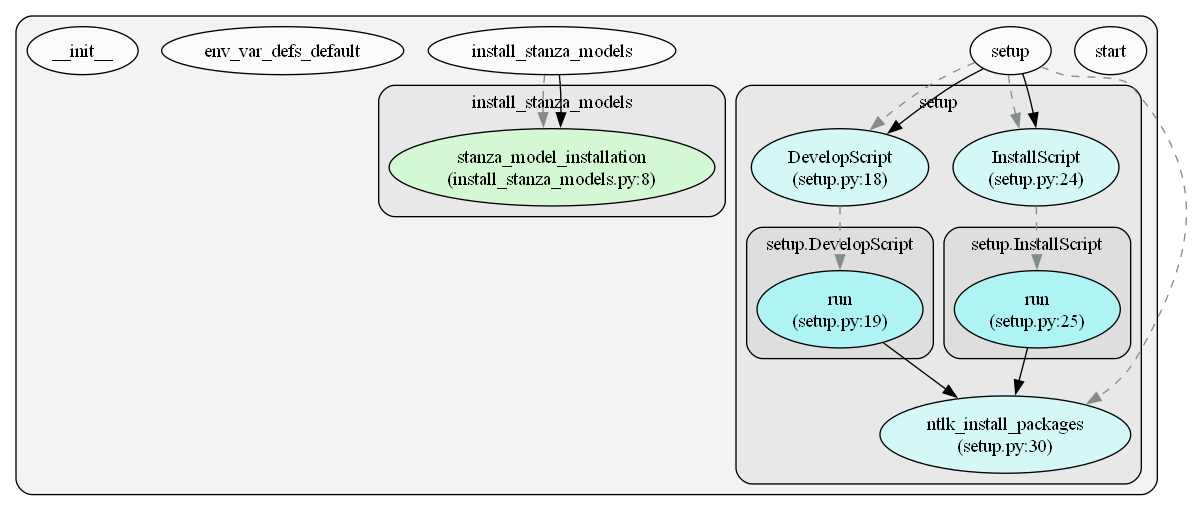 __init__
env_var_defs_default
install_stanza_models
setup
start
install_stanza_models
setup
stanza_model_installation
(install_stanza_models.py:8)
DevelopScript
(setup.py:18)
InstallScript
(setup.py:24)
setup.DevelopScript
setup.InstallScript
run
(setup.py:19)
run
(setup.py:25)
ntlk_install_packages
(setup.py:30)